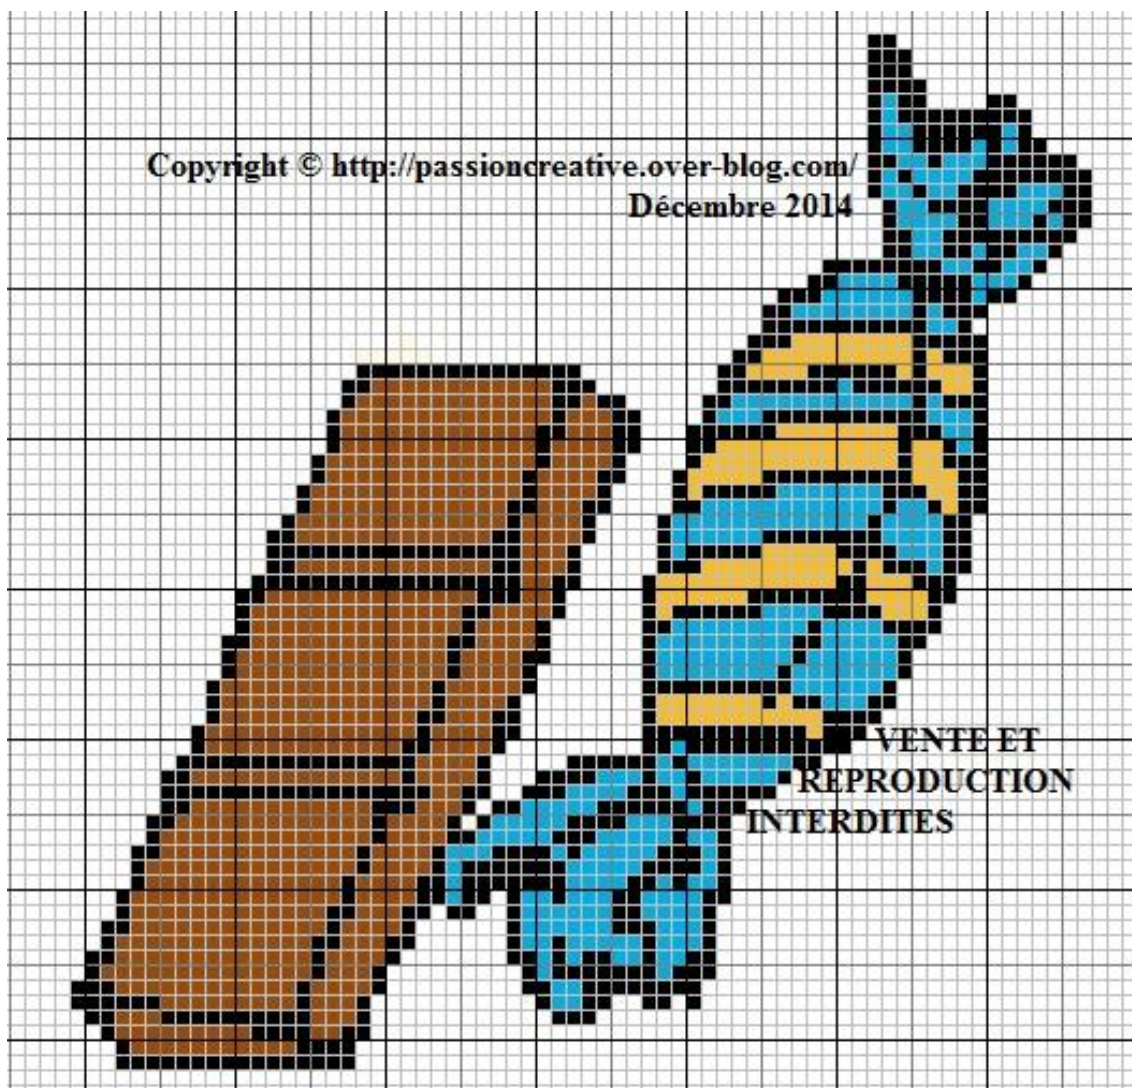 Copyright © http://passioncreative.over-blog.com/
Décembre 2014
VENTE ET
REPRODUCTION
INTERDITES